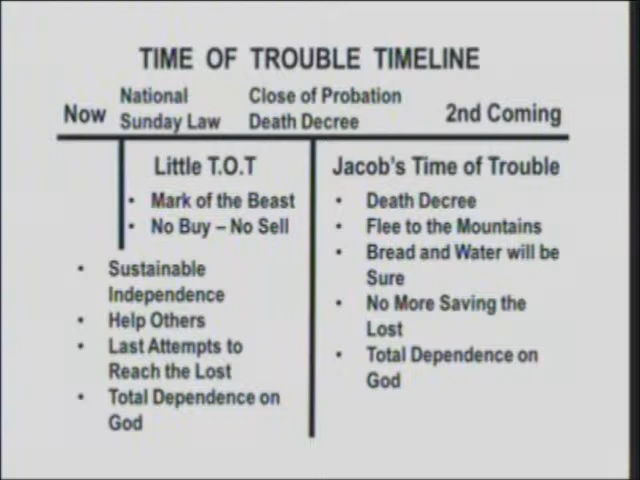 TIME OF TROUBLE TIMELINE
Now
National
Sunday Law
Close of Probation
Death Decree
2nd Coming
Little T.O.T
• Mark of the Beast
• No Buy – No Sell
• Sustainable
Independence
• Help Others
• Last Attempts to
Reach the Lost
• Total Dependence on
God
Jacob's Time of Trouble
• Death Decree
• Flee to the Mountains
• Bread and Water will be
Sure
• No More Saving the
Lost
• Total Dependence on
God